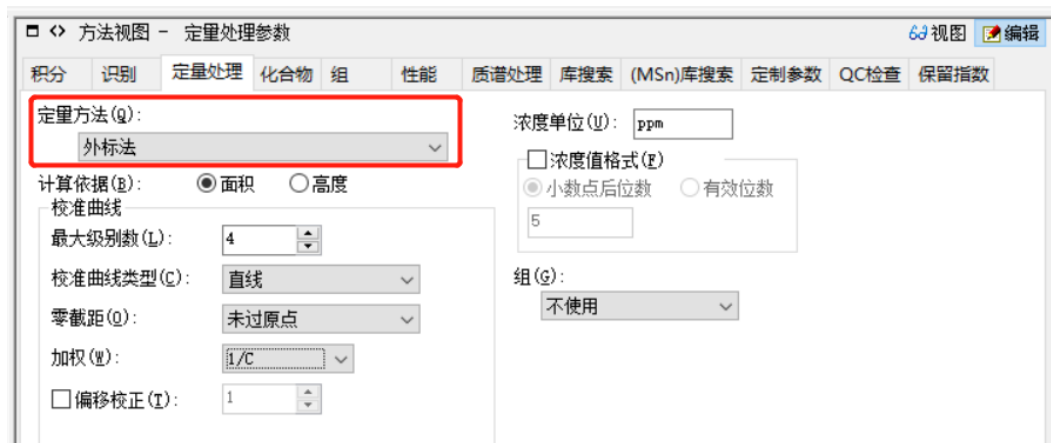 方法视图 - 定量处理参数 视图 编辑
积分 识别 定量处理 化合物 组 性能 质谱处理 库搜索 (MSn)库搜索 定制参数 QC检查 保留指数
定量方法(Q):
外标法
浓度单位(U): ppm
计算依据(B): 面积 高度
浓度值格式(F)
小数点后位数 有效位数
5
校准曲线
最大级别数(L): 4
校准曲线类型(C): 直线
组(G):
不使用
零截距(O): 未过原点
加权(W): 1/C
偏移校正(T): 1